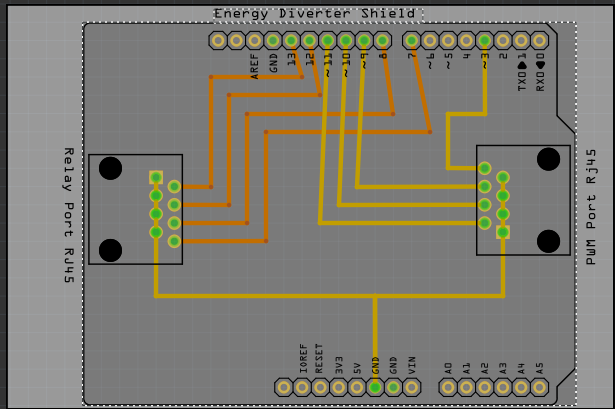 Energy Diverter Shield
AREF
GND
13
12
~11
~10
~9
8
7
~6
~5
4
~3
2
TX0▶1
RX0◀0
Relay Port RJ45
PWM Port Rj45
IOREF
RESET
3V3
5V
GND
GND
VIN
A0
A1
A2
A3
A4
A5